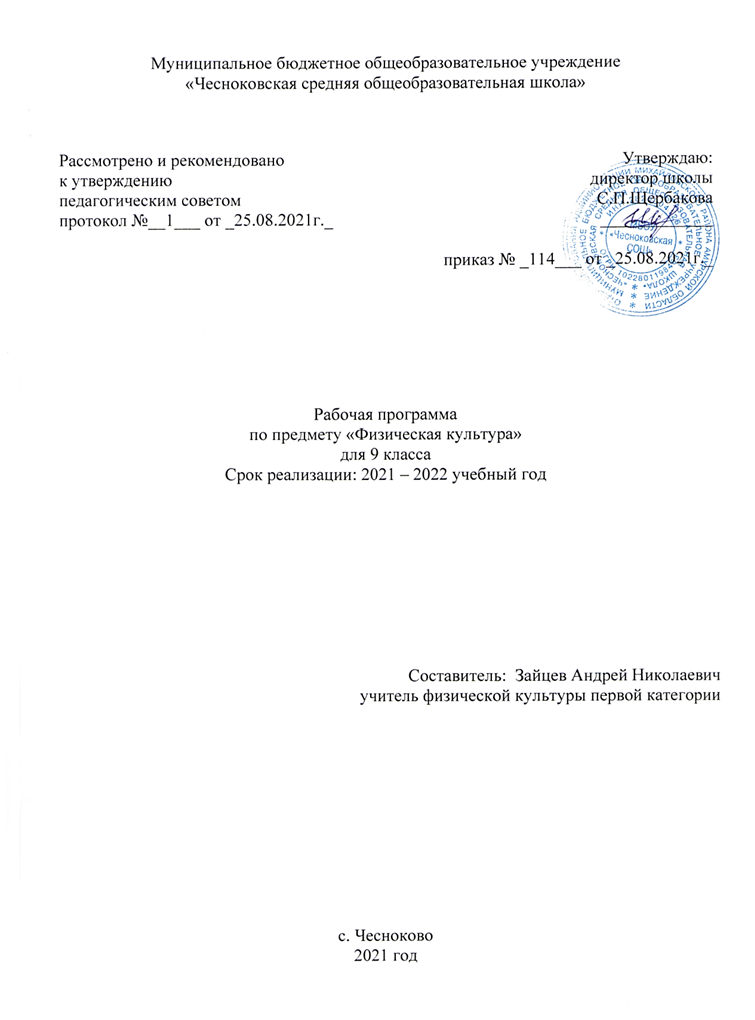 Муниципальное бюджетное общеобразовательное учреждение
«Чесноковская средняя общеобразовательная школа»
Рассмотрено и рекомендовано
к утверждению
педагогическим советом
протокол №__1___ от _25.08.2021г._
Утверждаю:
директор школы
С.П.Щербакова
приказ № _114___ от _25.08.2021г._
«Чесноковская
СОШ»
Рабочая программа
по предмету «Физическая культура»
для 9 класса
Срок реализации: 2021 – 2022 учебный год
Составитель:  Зайцев Андрей Николаевич
учитель физической культуры первой категории
с. Чесноково
2021 год